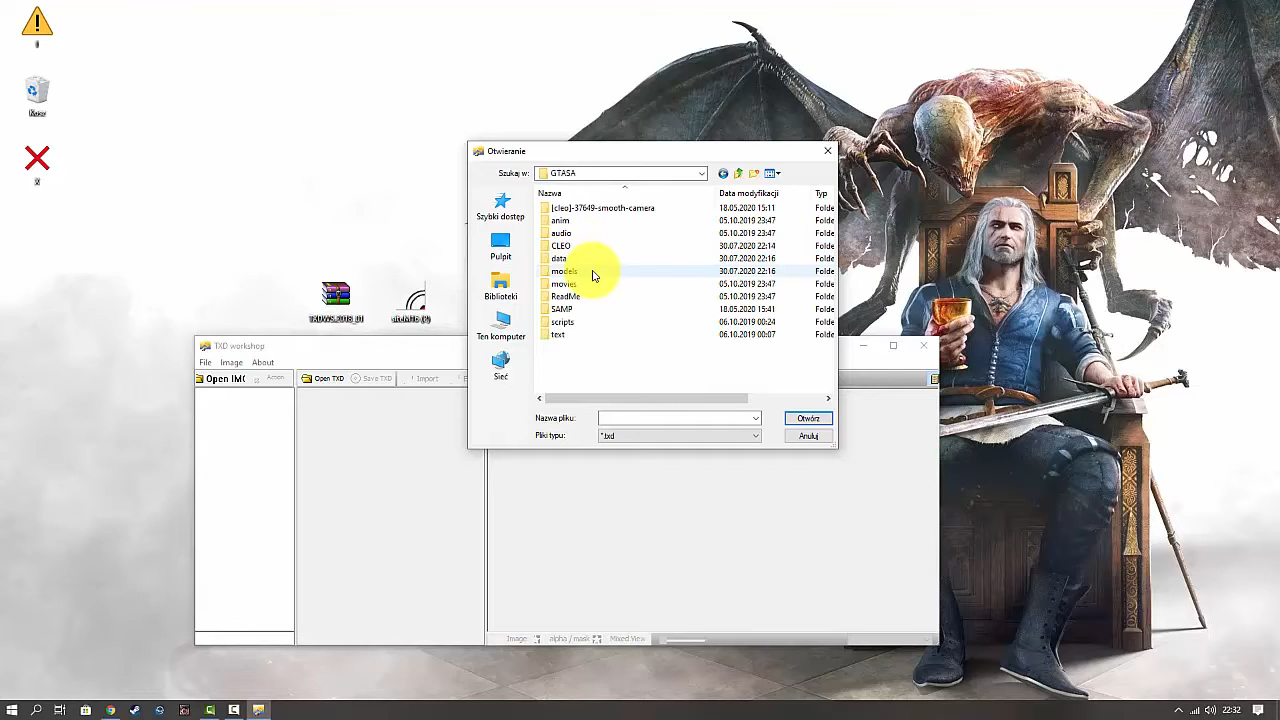 !
Kosz
x
Otwieranie
Szukaj w:
GTASA
Nazwa
Data modyfikacji
Typ
[cleo]-37649-smooth-camera
18.05.2020 15:11
Folde
anim
05.10.2019 23:47
Folde
audio
05.10.2019 23:47
Folde
CLEO
30.07.2020 22:14
Folde
data
30.07.2020 22:16
Folde
models
30.07.2020 22:16
Folde
movies
05.10.2019 23:47
Folde
ReadMe
05.10.2019 23:47
Folde
SAMP
18.05.2020 15:41
Folde
scripts
06.10.2019 00:24
Folde
text
06.10.2019 00:07
Folde
Szybki dostęp
Pulpit
Biblioteki
Ten komputer
Sieć
Nazwa pliku:
Otwórz
Pliki typu:
*.txd
Anuluj
TXDWS_2018_01
TXD workshop
File
Image
About
Open IMG
Action
Open TXD
Save TXD
! Import
Image
alpha / mask
Mixed View
22:32